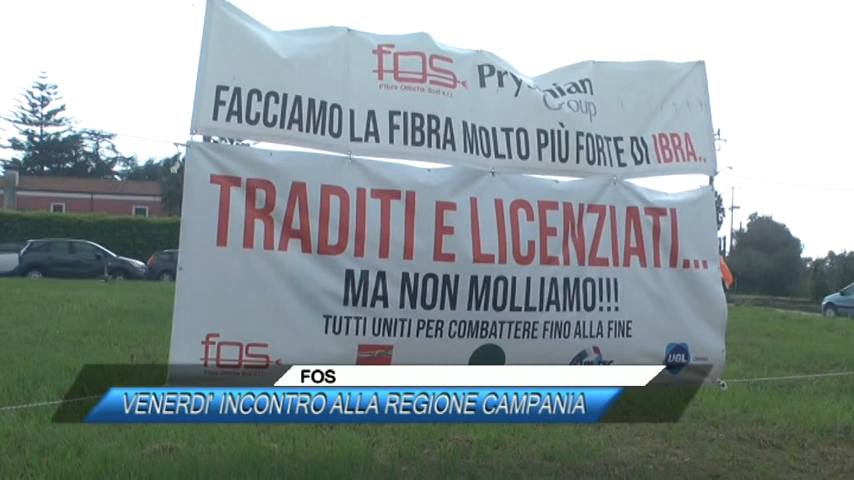 fos Prysmian
Fibre Ottiche Sud s.r.l. Group
FACCIAMO LA FIBRA MOLTO PIÙ FORTE DI IBRA..
TRADITI E LICENZIATI...
MA NON MOLLIAMO!!!
TUTTI UNITI PER COMBATTERE FINO ALLA FINE
fos
UGL
FOS
VENERDI' INCONTRO ALLA REGIONE CAMPANIA